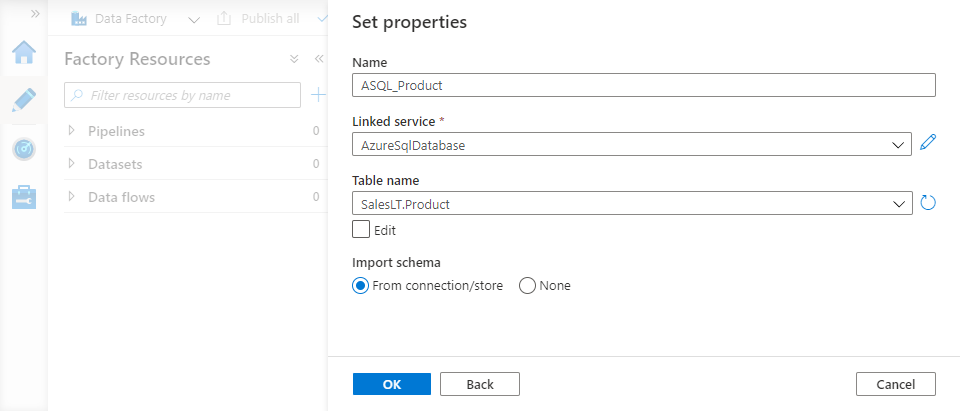 Data Factory
Publish all
Factory Resources
Filter resources by name
Pipelines 0
Datasets 0
Data flows 0
Set properties
Name
ASQL_Product
Linked service *
AzureSqlDatabase
Table name
SalesLT.Product
Edit
Import schema
From connection/store None
OK Back Cancel